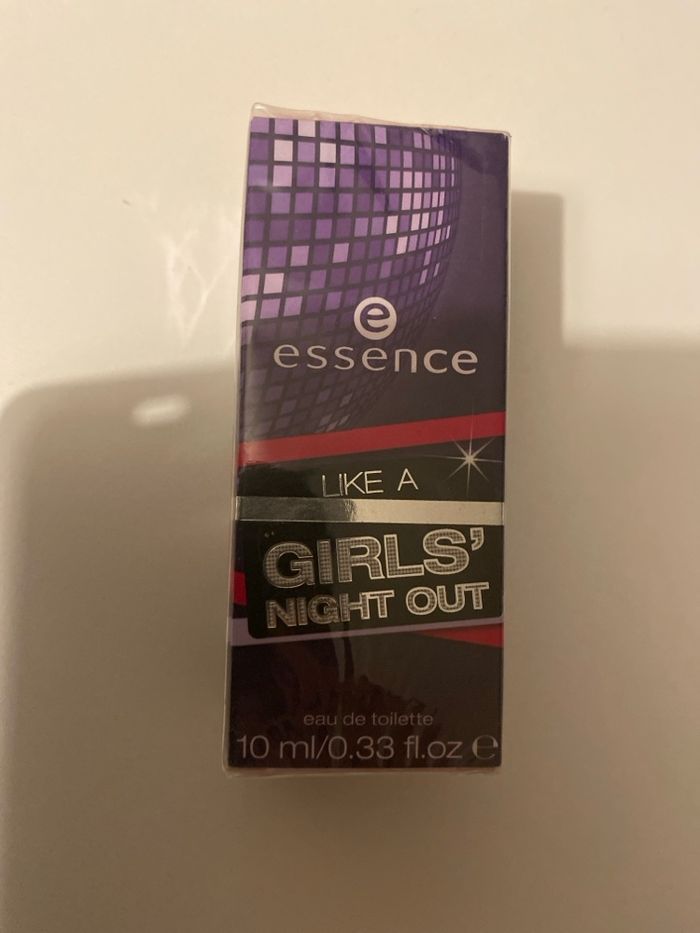 e
essence
LIKE A
GIRLS'
NIGHT OUT
eau de toilette
10 ml/0.33 fl.oz ℮